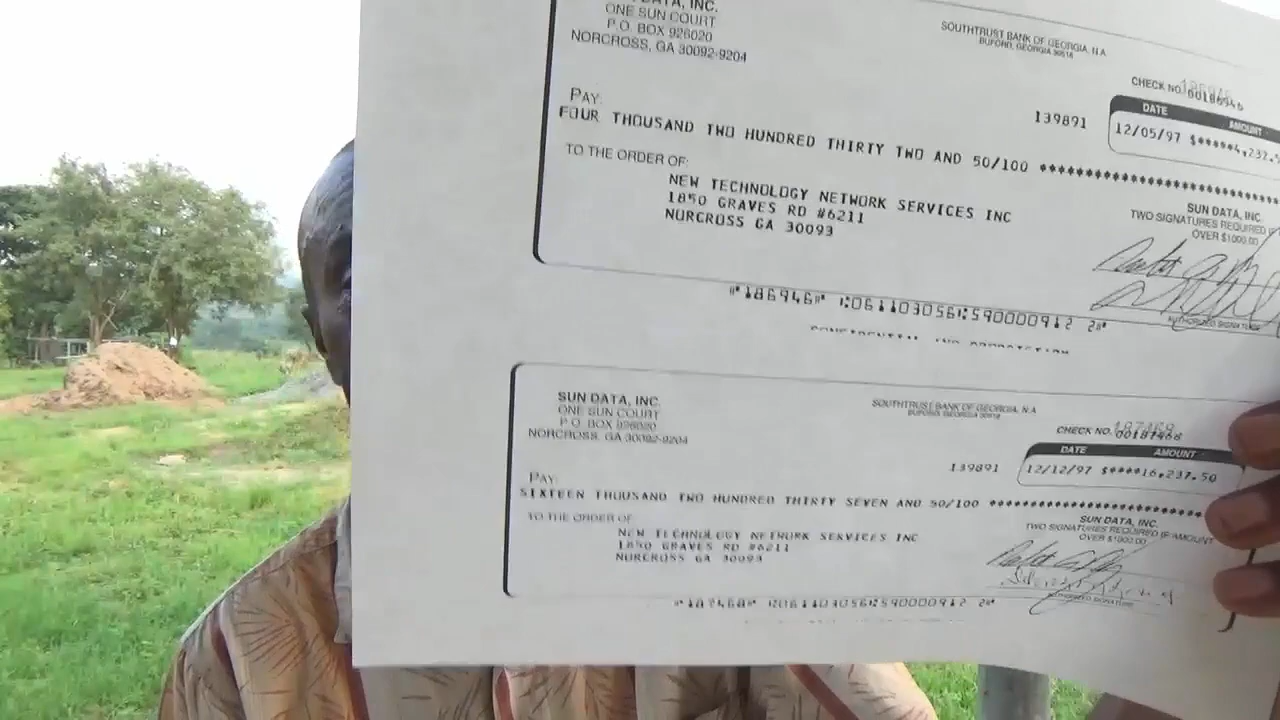 DATA, INC.
ONE SUN COURT
P.O. BOX 926020
NORCROSS, GA 30092-9204
SOUTHTRUST BANK OF GEORGIA, N.A.
BUFORD, GEORGIA 30518
CHECK NO. 00186946
DATE AMOUNT
139891
12/05/97 $*****4,232.
PAY:
FOUR THOUSAND TWO HUNDRED THIRTY TWO AND 50/100
TO THE ORDER OF:
NEW TECHNOLOGY NETWORK SERVICES INC
1850 GRAVES RD #6211
NORCROSS GA 30093
SUN DATA, INC.
TWO SIGNATURES REQUIRED IF
OVER $1000.00
AUTHORIZED SIGNATURE
⑈186946⑈ ⑆061103056⑆590000912 2⑈
SUN DATA, INC.
ONE SUN COURT
P.O. BOX 926020
NORCROSS, GA 30092-9204
SOUTHTRUST BANK OF GEORGIA, N.A.
BUFORD, GEORGIA 30518
CHECK NO. 00187468
DATE AMOUNT
139891
12/12/97 $****16,237.50
PAY:
SIXTEEN THOUSAND TWO HUNDRED THIRTY SEVEN AND 50/100
TO THE ORDER OF:
NEW TECHNOLOGY NETWORK SERVICES INC
1850 GRAVES RD #6211
NORCROSS GA 30093
SUN DATA, INC.
TWO SIGNATURES REQUIRED IF AMOUNT
OVER $1000.00
AUTHORIZED SIGNATURE
⑈187468⑈ ⑆061103056⑆590000912 2⑈